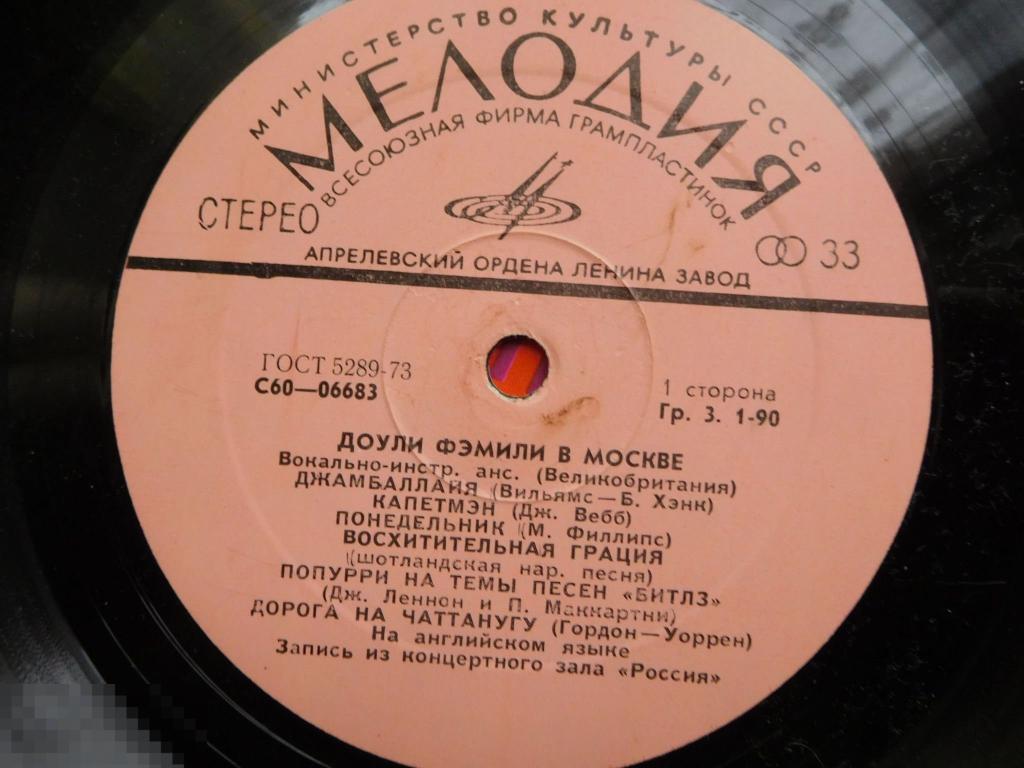 МИНИСТЕРСТВО КУЛЬТУРЫ СССР
МЕЛОДИЯ
ВСЕСОЮЗНАЯ ФИРМА ГРАМПЛАСТИНОК
СТЕРЕО
33
АПРЕЛЕВСКИЙ ОРДЕНА ЛЕНИНА ЗАВОД
ГОСТ 5289-73
С60—06683
1 сторона
Гр. 3. 1-90
ДОУЛИ ФЭМИЛИ В МОСКВЕ
Вокально-инстр. анс. (Великобритания)
ДЖАМБАЛЛАЙЯ (Вильямс—Б. Хэнк)
КАПЕТМЭН (Дж. Вебб)
ПОНЕДЕЛЬНИК (М. Филлипс)
ВОСХИТИТЕЛЬНАЯ ГРАЦИЯ
(шотландская нар. песня)
ПОПУРРИ НА ТЕМЫ ПЕСЕН «БИТЛЗ»
(Дж. Леннон и П. Маккартни)
ДОРОГА НА ЧАТТАНУГУ (Гордон—Уоррен)
На английском языке
Запись из концертного зала «Россия»